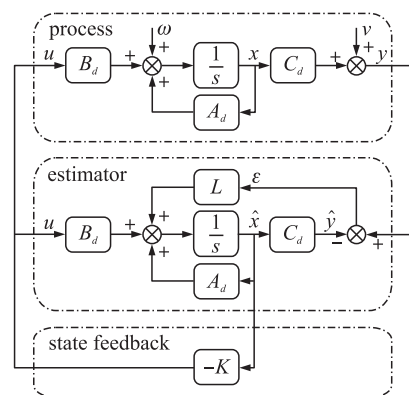 process
ω
v
u
B_d
+
+
+
1/s
x
C_d
+
+
y
A_d
estimator
L
ε
u
B_d
+
+
+
1/s
x̂
C_d
ŷ
−
+
A_d
state feedback
−K